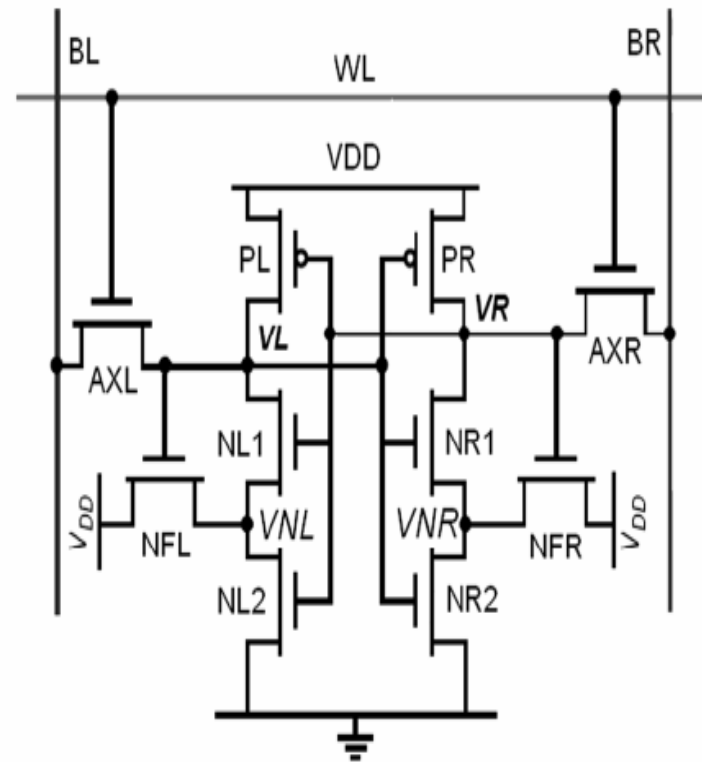 BL
BR
WL
VDD
PL
PR
VL
VR
AXL
AXR
NL1
NR1
VDD
VNL
VNR
VDD
NFL
NFR
NL2
NR2